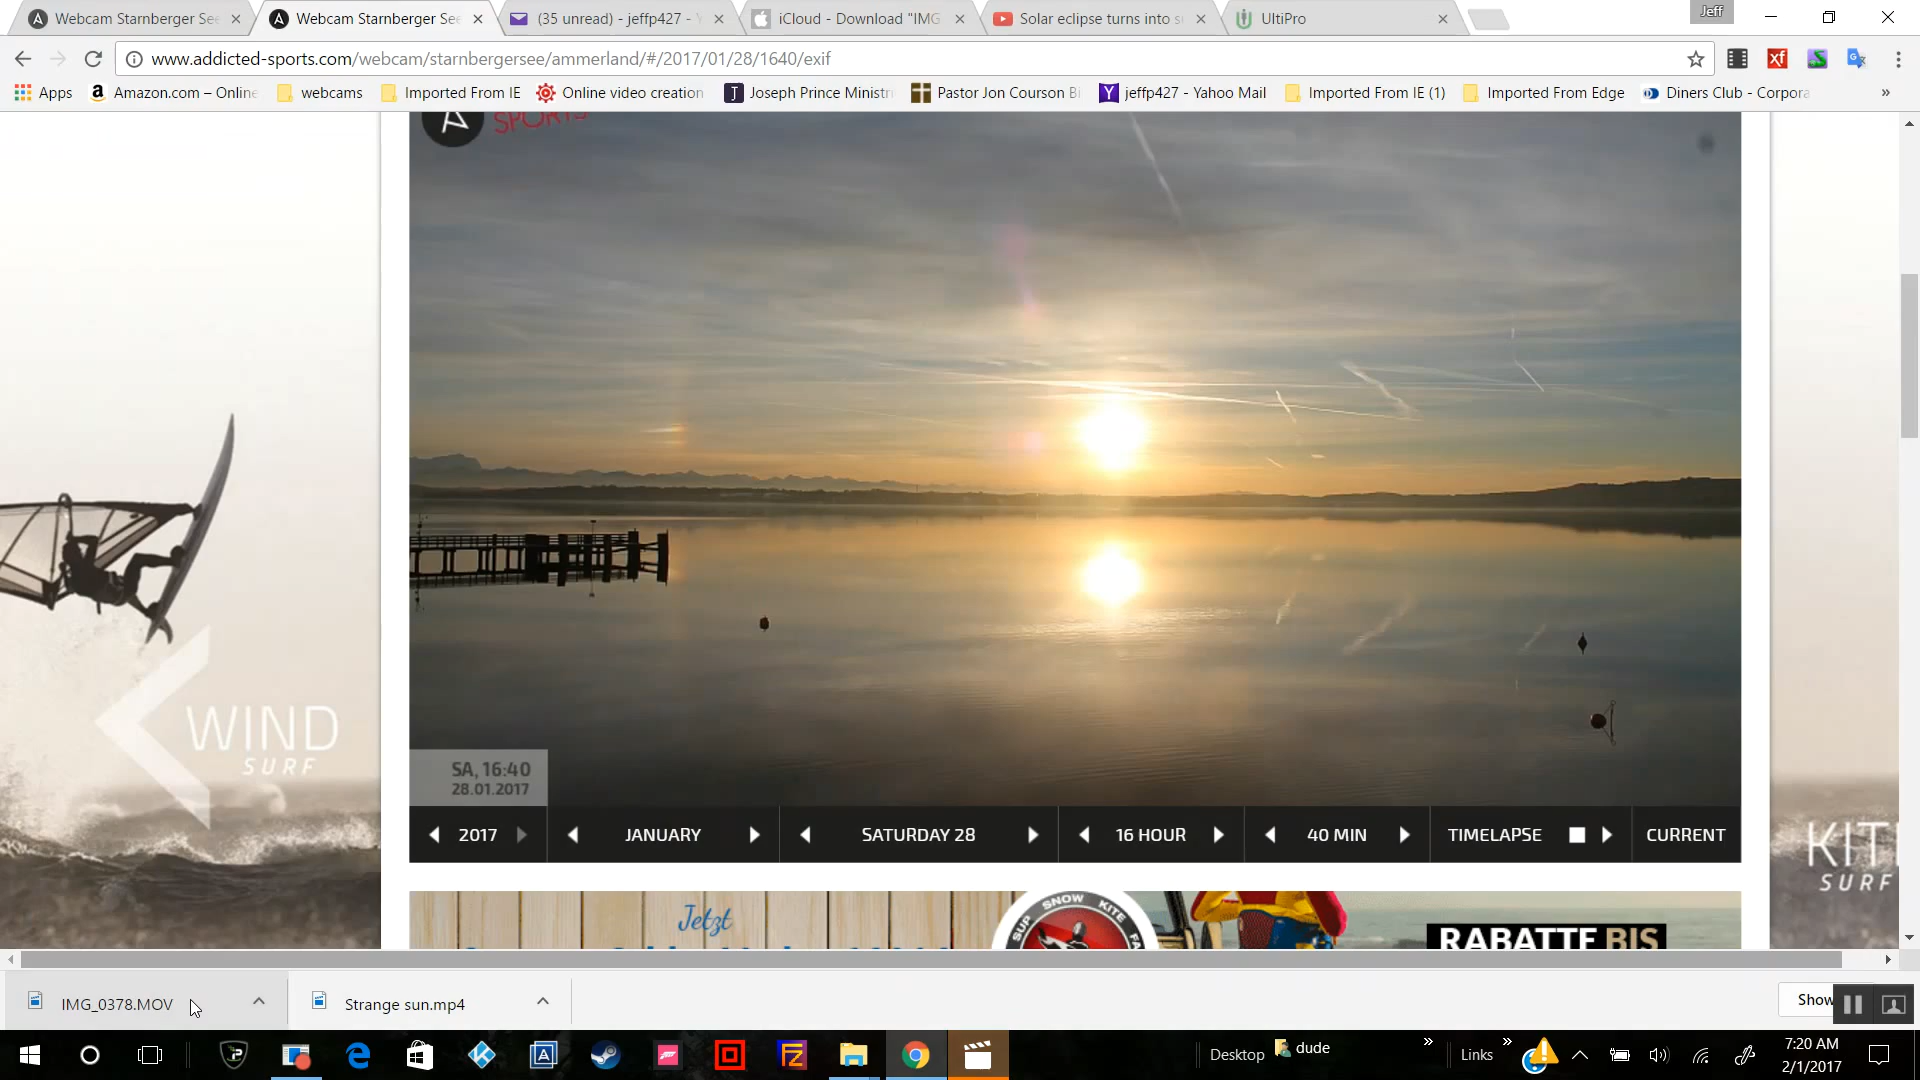 Webcam Starnberger See
Webcam Starnberger See
(35 unread) - jeffp427 - Y
iCloud - Download "IMG
Solar eclipse turns into s
UltiPro
Jeff
www.addicted-sports.com/webcam/starnbergersee/ammerland/#/2017/01/28/1640/exif
Apps
Amazon.com – Online
webcams
Imported From IE
Online video creation
Joseph Prince Ministr
Pastor Jon Courson Bi
jeffp427 - Yahoo Mail
Imported From IE (1)
Imported From Edge
Diners Club - Corpora
»
SPORTS
WIND
SURF
SA, 16:40
28.01.2017
2017
JANUARY
SATURDAY 28
16 HOUR
40 MIN
TIMELAPSE
CURRENT
KITE
SURF
Jetzt
SUP SNOW KITE
RABATTE BIS
IMG_0378.MOV
Strange sun.mp4
Show
Desktop
dude
»
Links
»
7:20 AM
2/1/2017